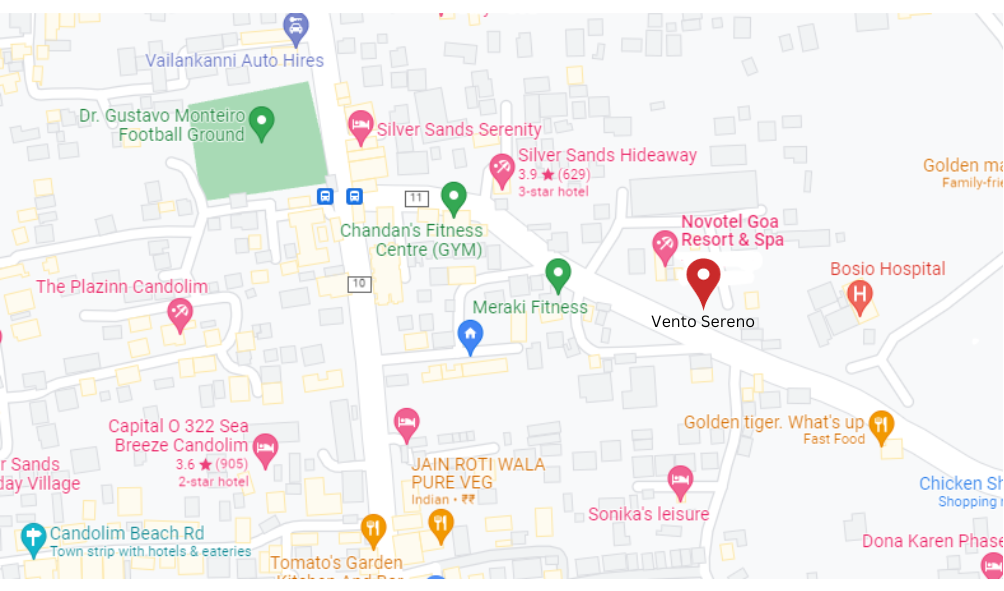 Vailankanni Auto Hires
Dr. Gustavo Monteiro
Football Ground
Silver Sands Serenity
Silver Sands Hideaway
3.9 ★ (629)
3-star hotel
Golden ma
Family-frie
11
Chandan's Fitness
Centre (GYM)
Novotel Goa
Resort & Spa
Bosio Hospital
H
10
The Plazinn Candolim
Meraki Fitness
Vento Sereno
Capital O 322 Sea
Breeze Candolim
3.6 ★ (905)
2-star hotel
Golden tiger. What's up
Fast Food
r Sands
day Village
JAIN ROTI WALA
PURE VEG
Indian • ₹₹
Chicken Sh
Shopping
Sonika's leisure
Candolim Beach Rd
Town strip with hotels & eateries
Dona Karen Phase
Tomato's Garden
Kitchen And Bar